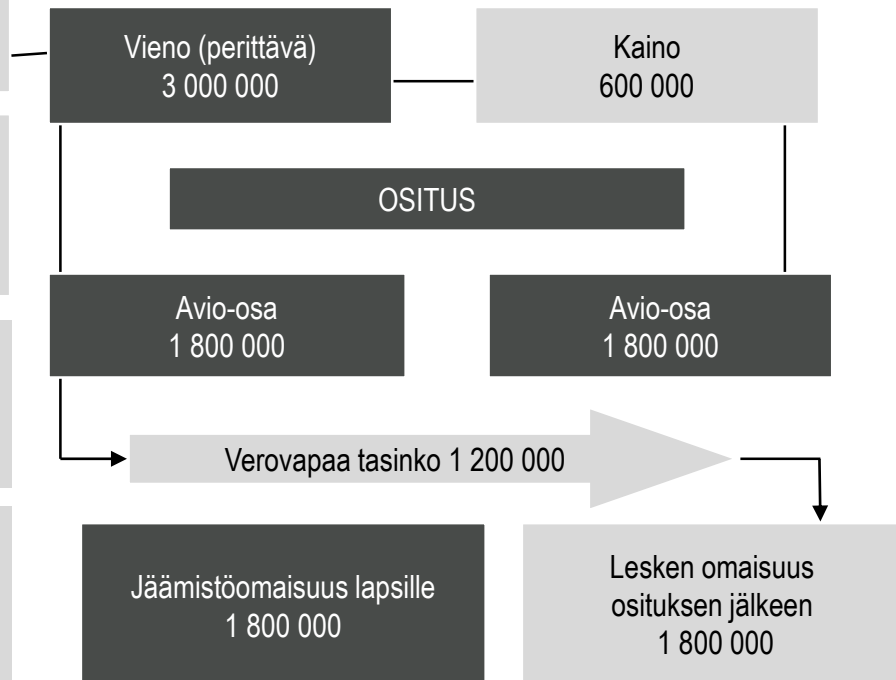 Vieno (perittävä)
3 000 000
Kaino
600 000
OSITUS
Avio-osa
1 800 000
Avio-osa
1 800 000
Verovapaa tasinko 1 200 000
Jäämistöomaisuus lapsille
1 800 000
Lesken omaisuus
osituksen jälkeen
1 800 000